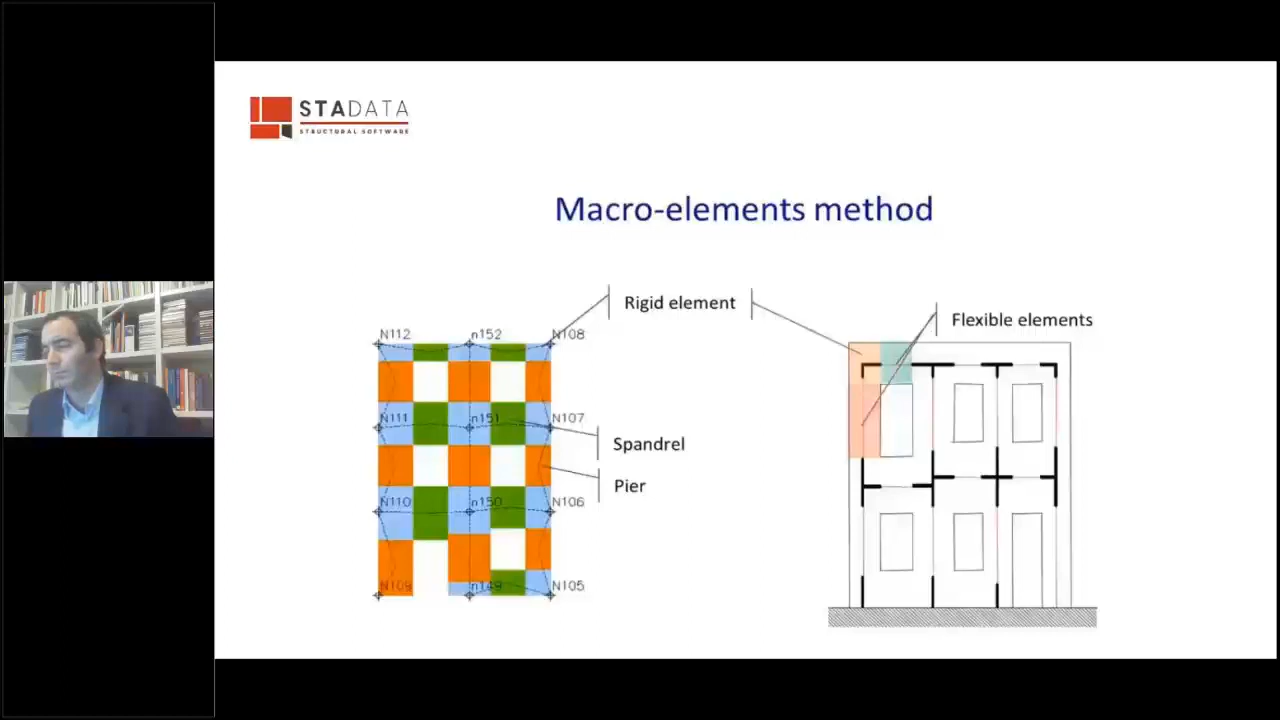 STADATA
STRUCTURAL SOFTWARE
Macro-elements method
Rigid element
Flexible elements
N112 n152 N108
N111 n151 N107
Spandrel
Pier
N110 n150 N106
N109 n149 N105